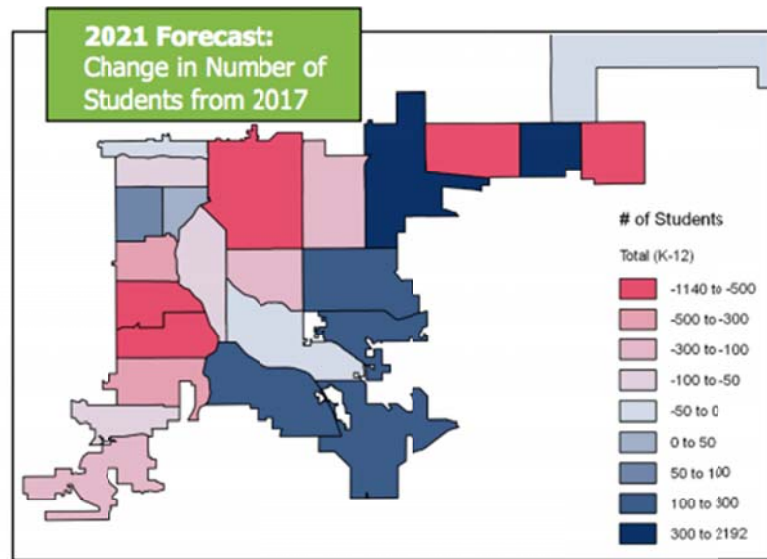 2021 Forecast:
Change in Number of
Students from 2017
# of Students
Total (K-12)
-1140 to -500
-500 to -300
-300 to -100
-100 to -50
-50 to 0
0 to 50
50 to 100
100 to 300
300 to 2192